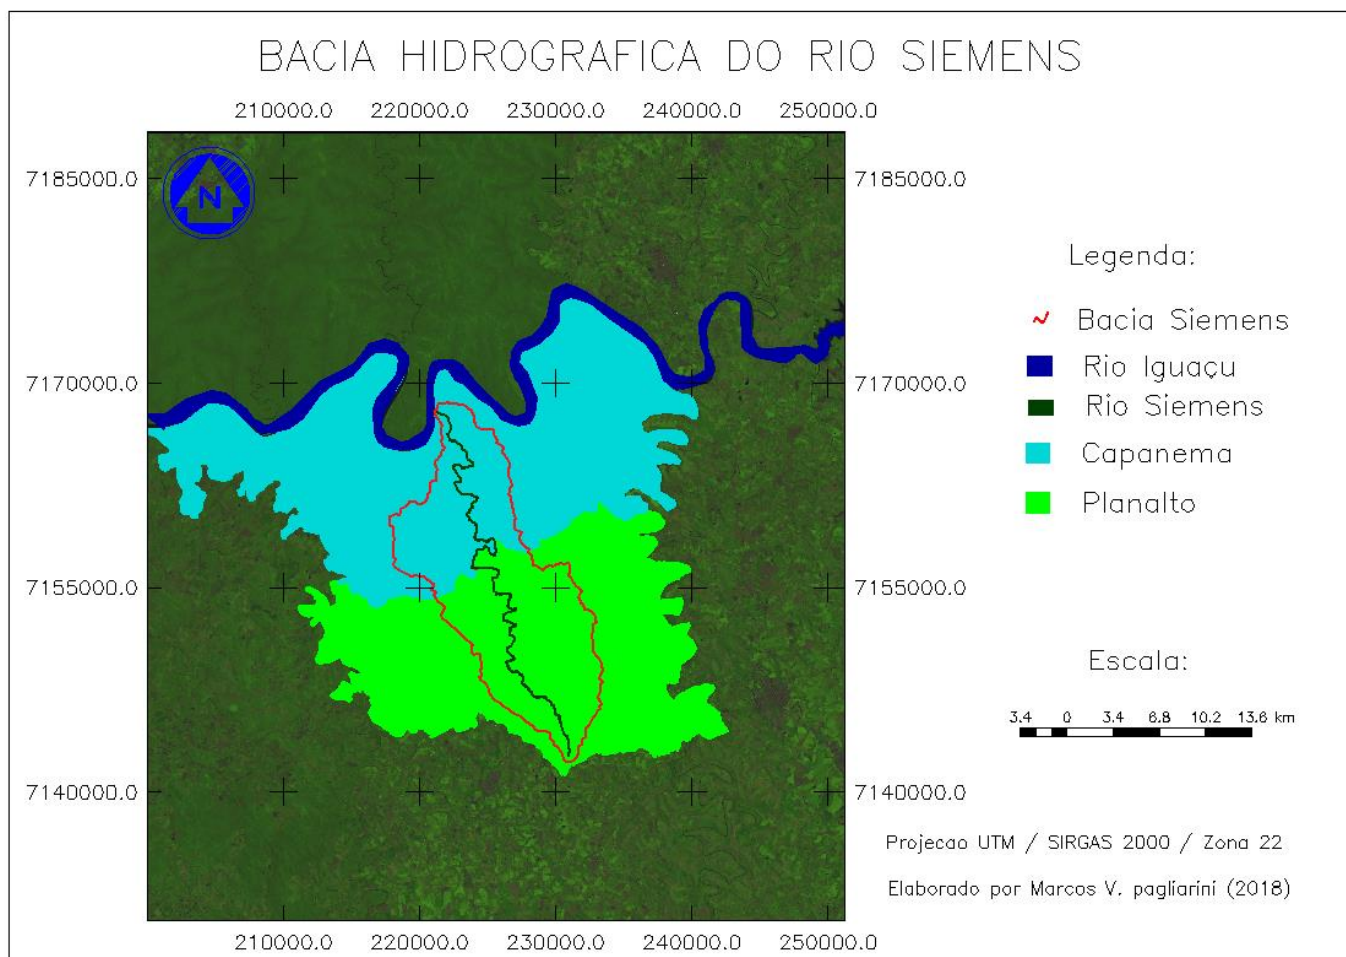 BACIA HIDROGRAFICA DO RIO SIEMENS
210000.0 220000.0 230000.0 240000.0 250000.0
N
7185000.0 7185000.0
Legenda:
Bacia Siemens
Rio Iguaçu
7170000.0 7170000.0
Rio Siemens
Capanema
Planalto
7155000.0 7155000.0
Escala:
3.4 0 3.4 6.8 10.2 13.6 km
7140000.0 7140000.0
Projecao UTM / SIRGAS 2000 / Zona 22
Elaborado por Marcos V. pagliarini (2018)
210000.0 220000.0 230000.0 240000.0 250000.0